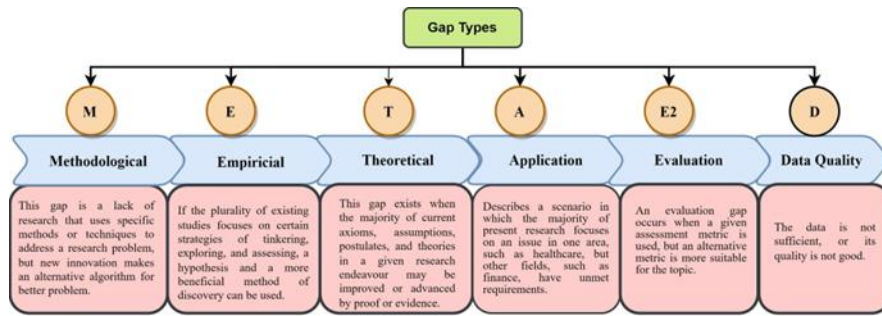 Gap Types
M
E
T
A
E2
D
Methodological
Empiricial
Theoretical
Application
Evaluation
Data Quality
This gap is a lack of
research that uses specific
methods or techniques to
address a research problem,
but new innovation makes
an alternative algorithm for
better problem.
If the plurality of existing
studies focuses on certain
strategies of tinkering,
exploring, and assessing, a
hypothesis and a more
beneficial method of
discovery can be used.
This gap exists when
the majority of current
axioms, assumptions,
postulates, and theories
in a given research
endeavour may be
improved or advanced
by proof or evidence.
Describes a scenario in
which the majority of
present research focuses
on an issue in one area,
such as healthcare, but
other fields, such as
finance, have unmet
requirements.
An evaluation gap
occurs when a given
assessment metric is
used, but an alternative
metric is more suitable
for the topic.
The data is not
sufficient, or its
quality is not good.